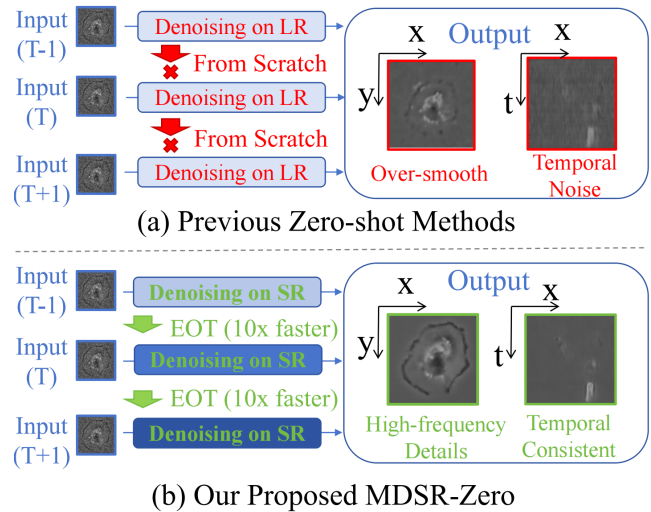 Input
(T-1)
Denoising on LR
From Scratch
Input
(T)
Denoising on LR
From Scratch
Input
(T+1)
Denoising on LR
Output
x
y
Over-smooth
x
t
Temporal
Noise
(a) Previous Zero-shot Methods
Input
(T-1)
Denoising on SR
EOT (10x faster)
Input
(T)
Denoising on SR
EOT (10x faster)
Input
(T+1)
Denoising on SR
Output
x
y
High-frequency
Details
x
t
Temporal
Consistent
(b) Our Proposed MDSR-Zero